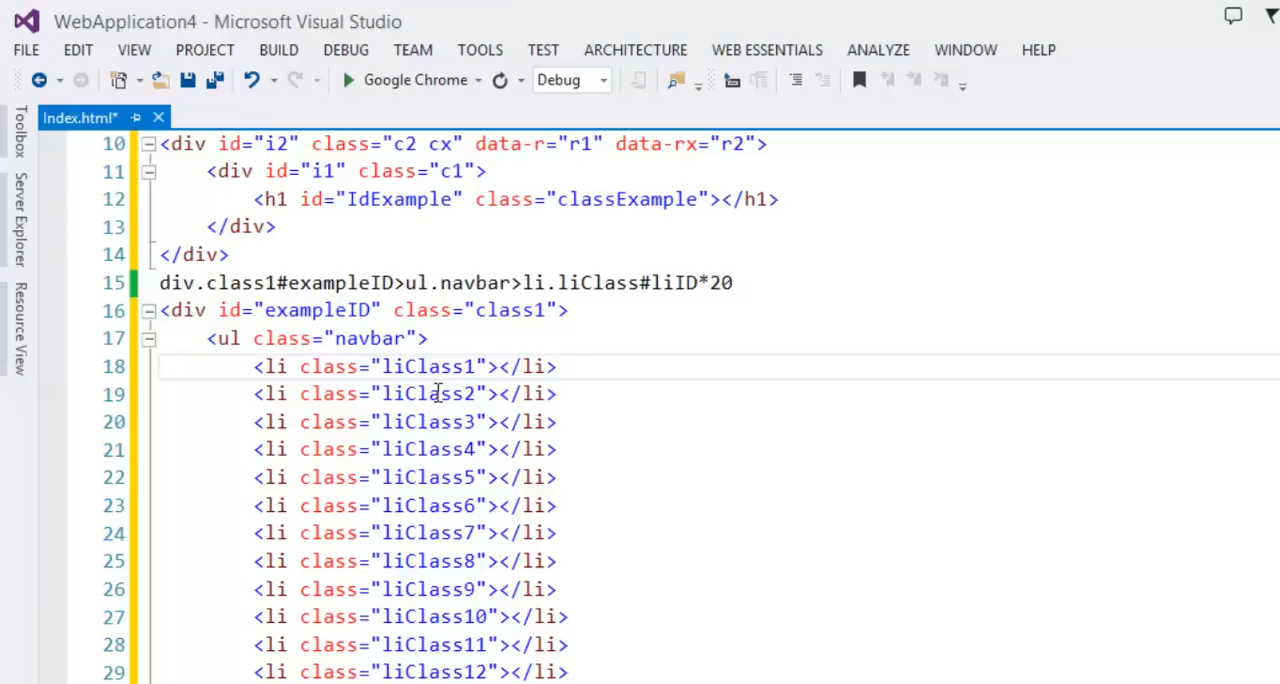 WebApplication4 - Microsoft Visual Studio
FILE EDIT VIEW PROJECT BUILD DEBUG TEAM TOOLS TEST ARCHITECTURE WEB ESSENTIALS ANALYZE WINDOW HELP
Google Chrome Debug
Index.html*
Toolbox
Server Explorer
Resource View
10 <div id="i2" class="c2 cx" data-r="r1" data-rx="r2">
11 <div id="i1" class="c1">
12 <h1 id="IdExample" class="classExample"></h1>
13 </div>
14 </div>
15 div.class1#exampleID>ul.navbar>li.liClass#liID*20
16 <div id="exampleID" class="class1">
17 <ul class="navbar">
18 <li class="liClass1"></li>
19 <li class="liClass2"></li>
20 <li class="liClass3"></li>
21 <li class="liClass4"></li>
22 <li class="liClass5"></li>
23 <li class="liClass6"></li>
24 <li class="liClass7"></li>
25 <li class="liClass8"></li>
26 <li class="liClass9"></li>
27 <li class="liClass10"></li>
28 <li class="liClass11"></li>
29 <li class="liClass12"></li>